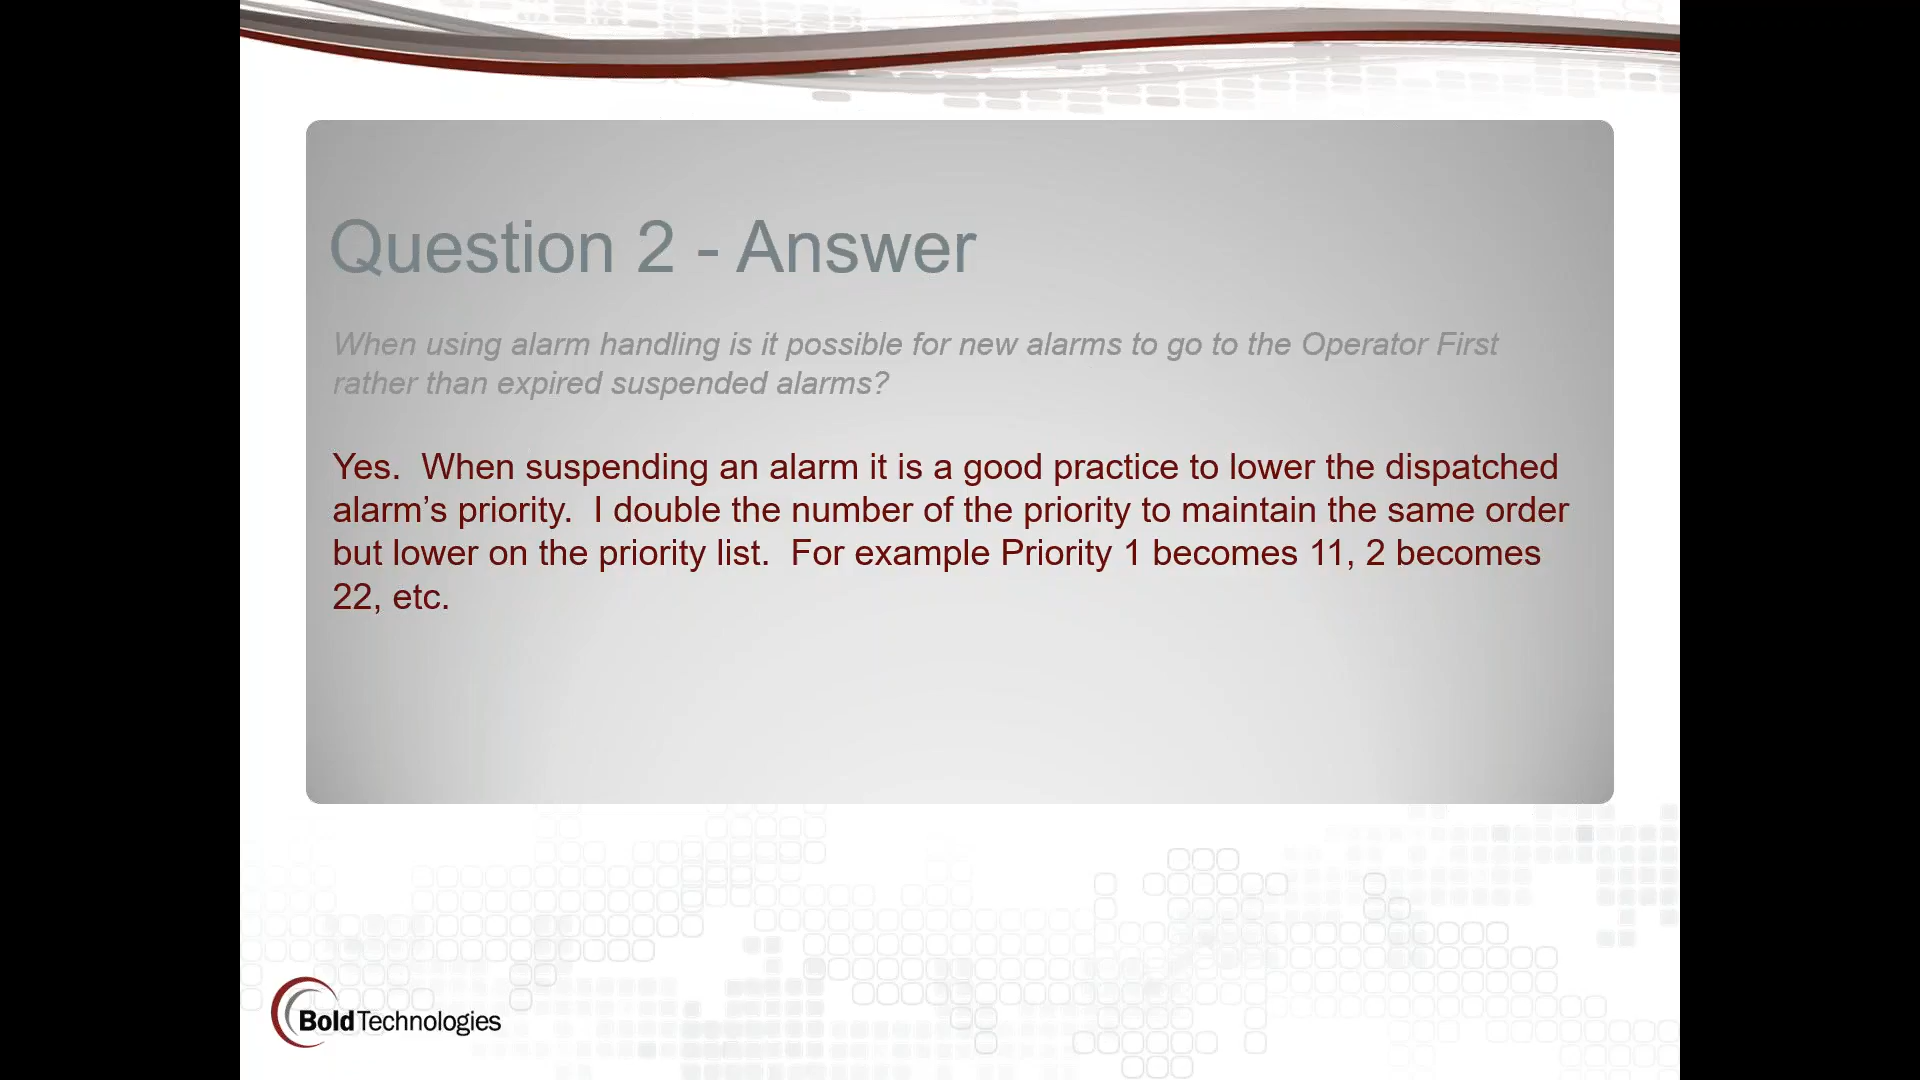 Question 2 - Answer
When using alarm handling is it possible for new alarms to go to the Operator First
rather than expired suspended alarms?
Yes.  When suspending an alarm it is a good practice to lower the dispatched
alarm’s priority.  I double the number of the priority to maintain the same order
but lower on the priority list.  For example Priority 1 becomes 11, 2 becomes
22, etc.
BoldTechnologies